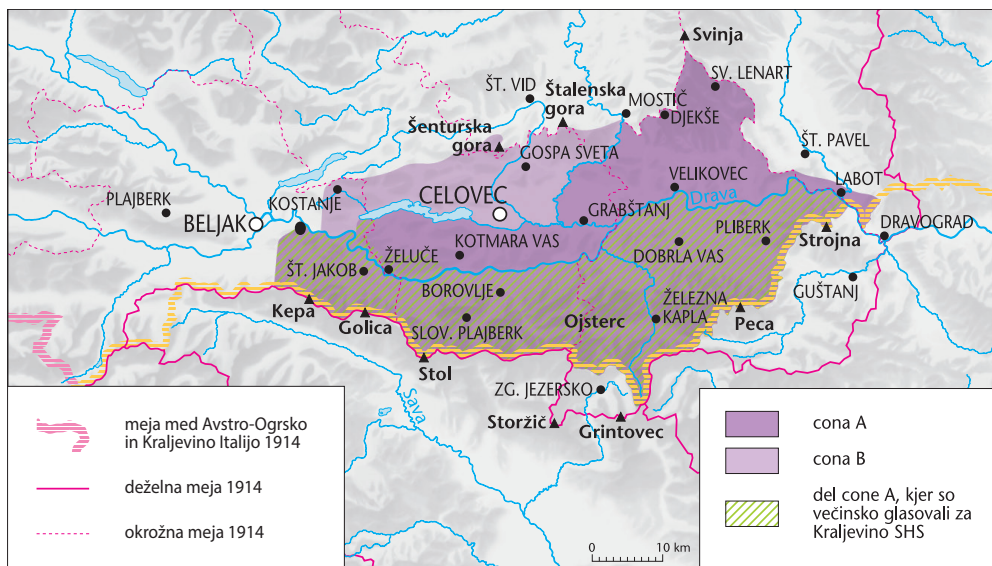 Svinja
SV. LENART
ŠT. VID
Štalenska
gora
MOSTIČ
DJEKŠE
Šenturska
gora
GOSPA SVETA
ŠT. PAVEL
VELIKOVEC
LABOT
Drava
PLAJBERK
KOSTANJE
CELOVEC
BELJAK
GRABŠTANJ
DRAVOGRAD
Strojna
PLIBERK
KOTMARA VAS
DOBRLA VAS
ŽELUČE
ŠT. JAKOB
GUŠTANJ
BOROVLJE
Kepa
Golica
ŽELEZNA
KAPLA
Peca
SLOV. PLAJBERK
Ojsterc
Stol
ZG. JEZERSKO
Sava
Storžič
Grintovec
meja med Avstro-Ogrsko
in Kraljevino Italijo 1914
deželna meja 1914
okrožna meja 1914
0 10 km
cona A
cona B
del cone A, kjer so
večinsko glasovali za
Kraljevino SHS